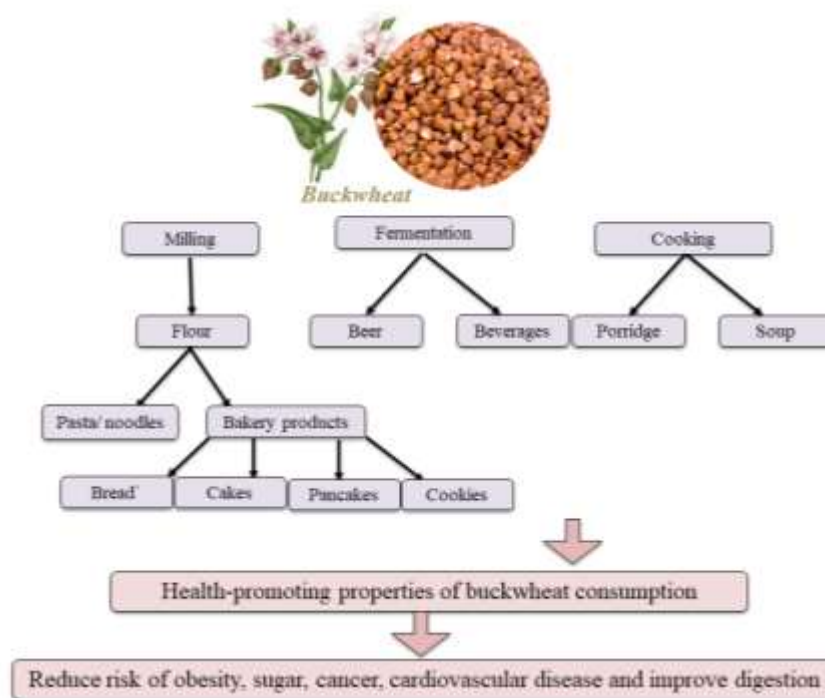 Buckwheat
Milling
Fermentation
Cooking
Flour
Beer
Beverages
Porridge
Soup
Pasta/ noodles
Bakery products
Bread`
Cakes
Pancakes
Cookies
Health-promoting properties of buckwheat consumption
Reduce risk of obesity, sugar, cancer, cardiovascular disease and improve digestion